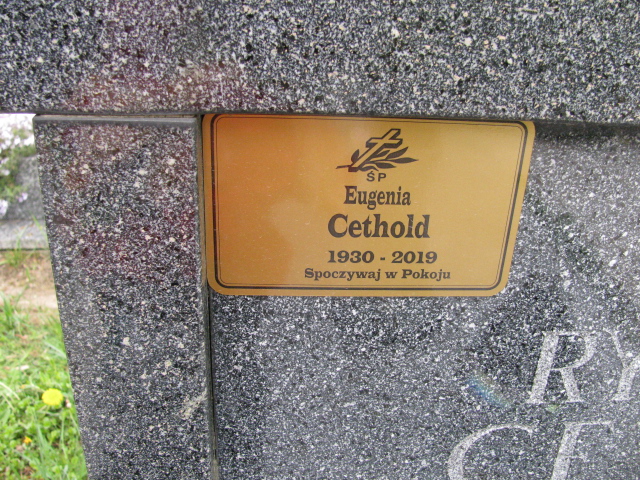 ŚP
Eugenia
Cethold
1930 - 2019
Spoczywaj w Pokoju